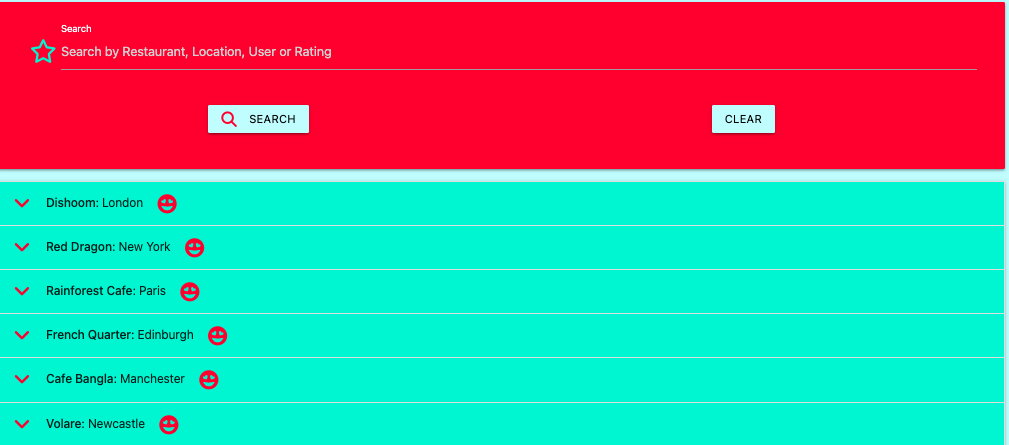 Search
Search by Restaurant, Location, User or Rating
SEARCH
CLEAR
Dishoom: London
Red Dragon: New York
Rainforest Cafe: Paris
French Quarter: Edinburgh
Cafe Bangla: Manchester
Volare: Newcastle